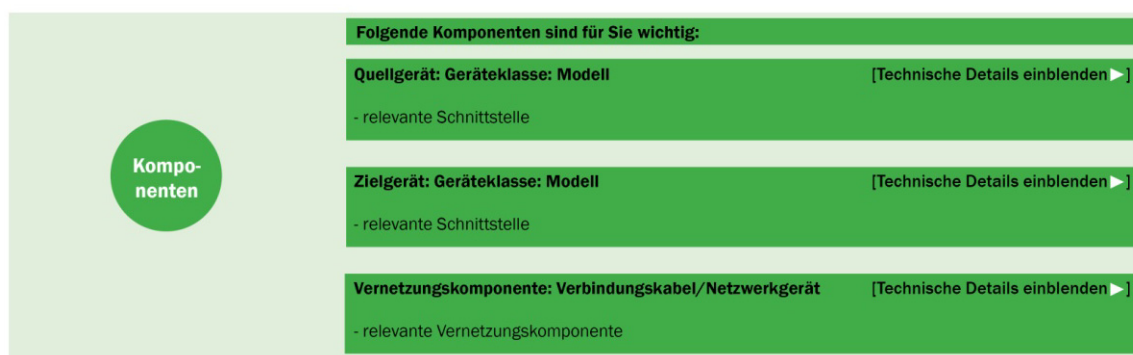 Folgende Komponenten sind für Sie wichtig:
Quellgerät: Geräteklasse: Modell [Technische Details einblenden ▶]
- relevante Schnittstelle
Kompo-
nenten
Zielgerät: Geräteklasse: Modell [Technische Details einblenden ▶]
- relevante Schnittstelle
Vernetzungskomponente: Verbindungskabel/Netzwerkgerät [Technische Details einblenden ▶]
- relevante Vernetzungskomponente